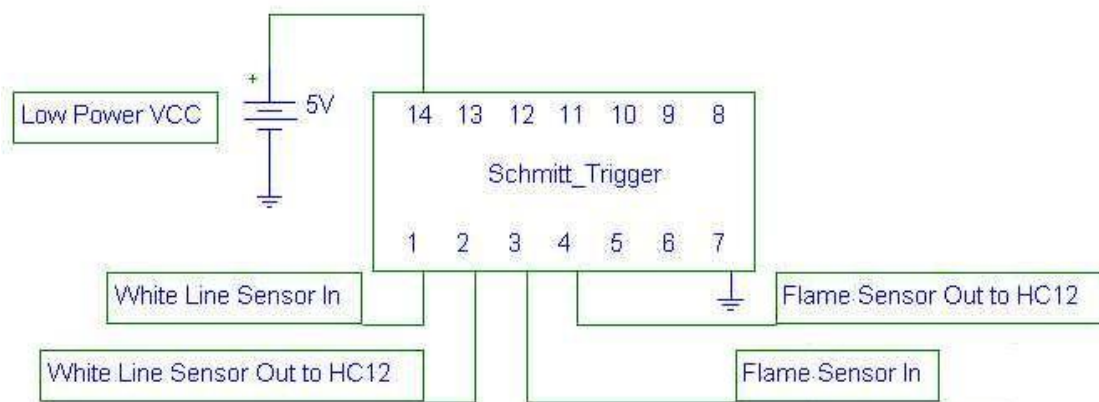 +
Low Power VCC
5V
14 13 12 11 10 9 8
Schmitt_Trigger
1 2 3 4 5 6 7
White Line Sensor In
Flame Sensor Out to HC12
White Line Sensor Out to HC12
Flame Sensor In